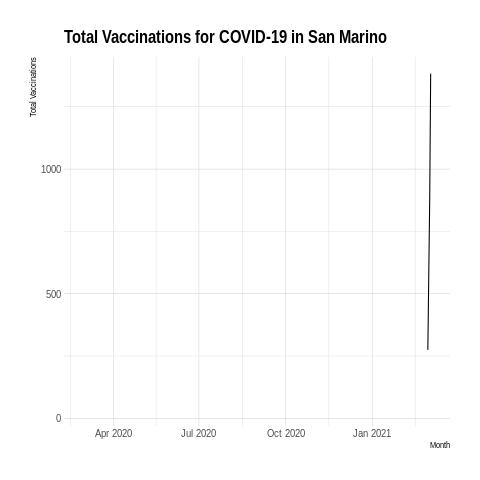 Total Vaccinations for COVID-19 in San Marino
Total Vaccinations
1000
500
0
Apr 2020
Jul 2020
Oct 2020
Jan 2021
Month